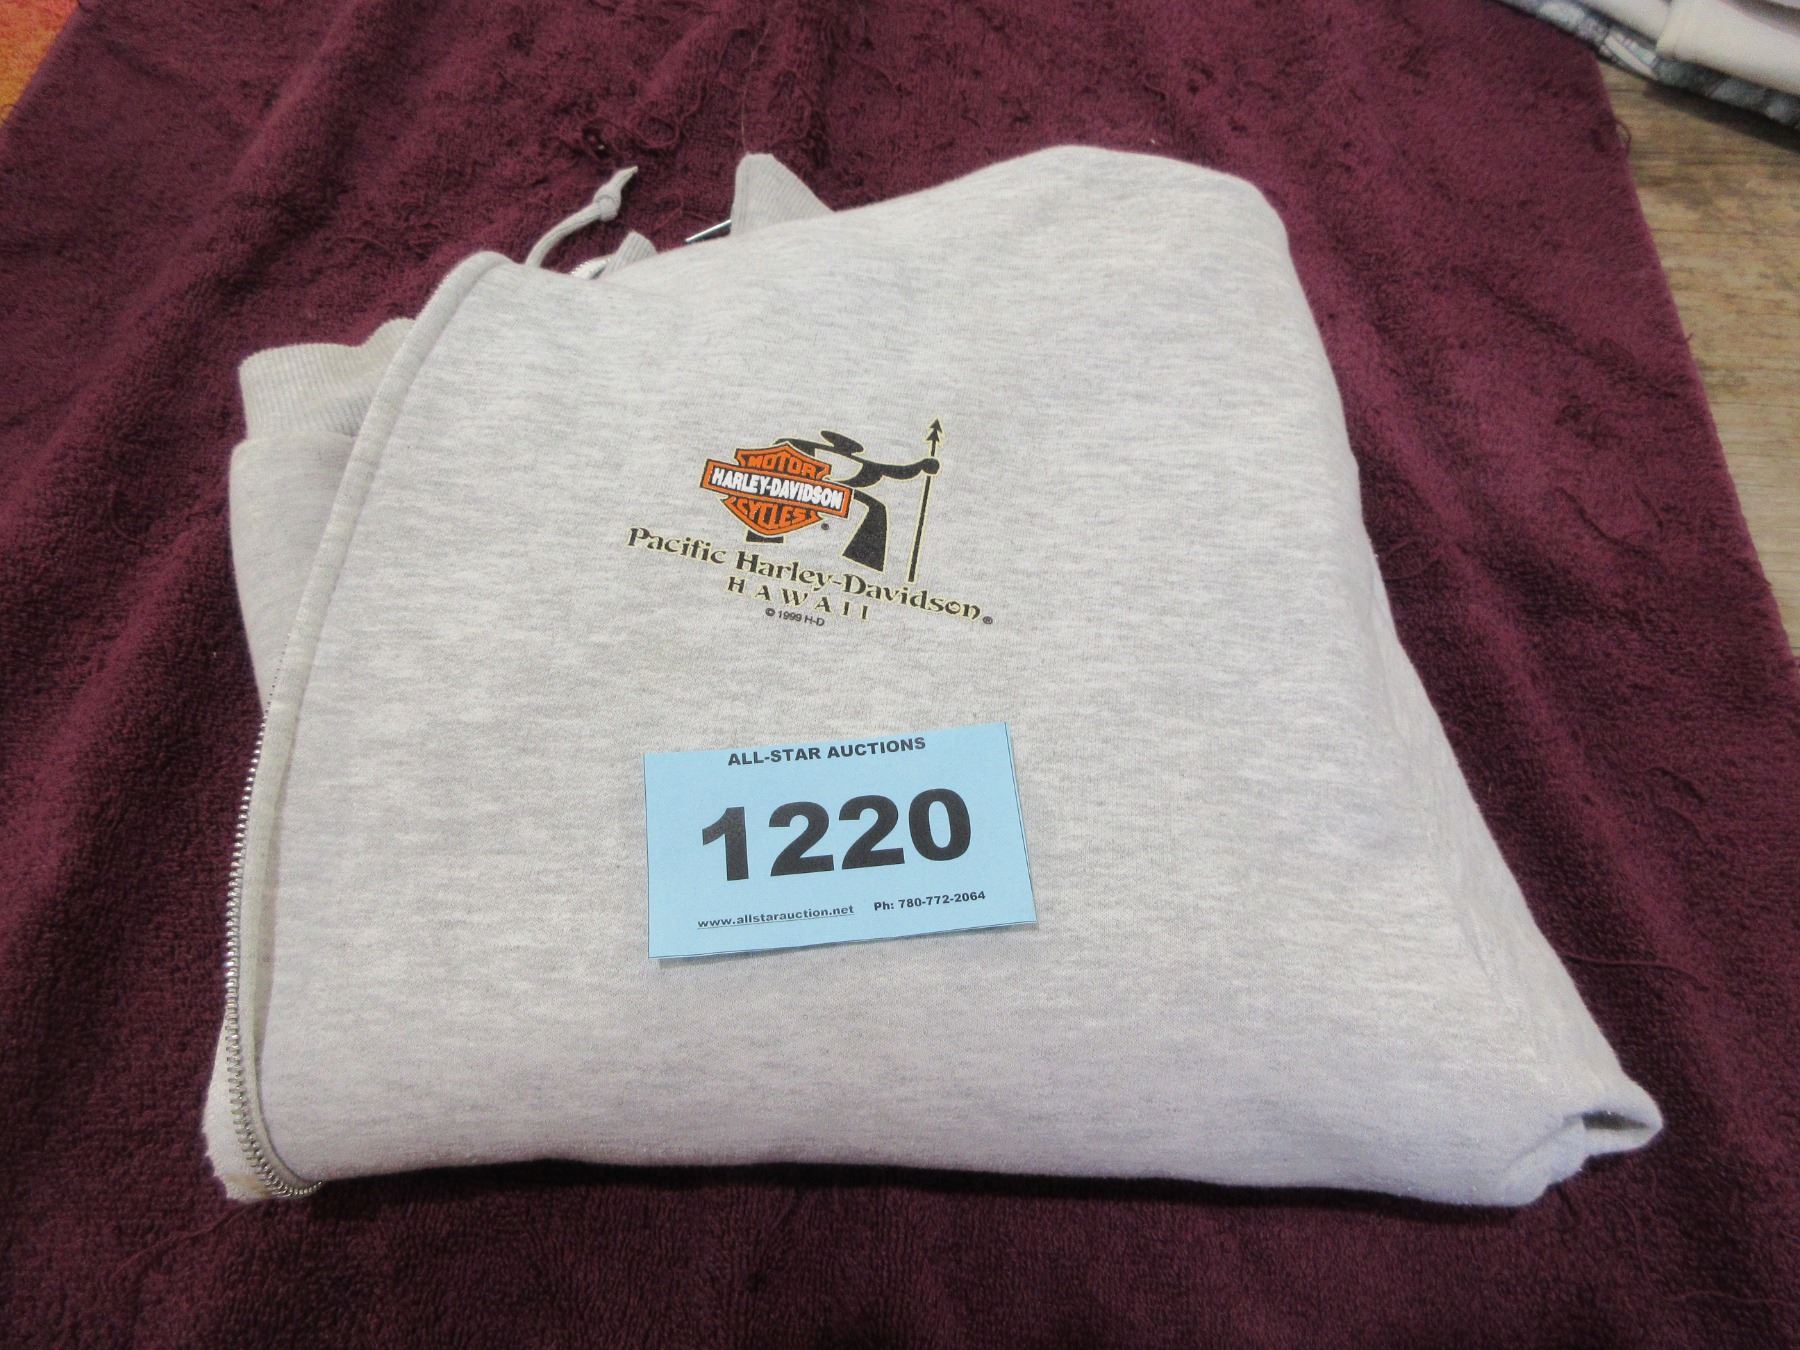 MOTOR
HARLEY-DAVIDSON
CYCLES ®
Pacific Harley-Davidson®
HAWAII
© 1999 H-D
ALL-STAR AUCTIONS
1220
www.allstarauction.net Ph: 780-772-2064